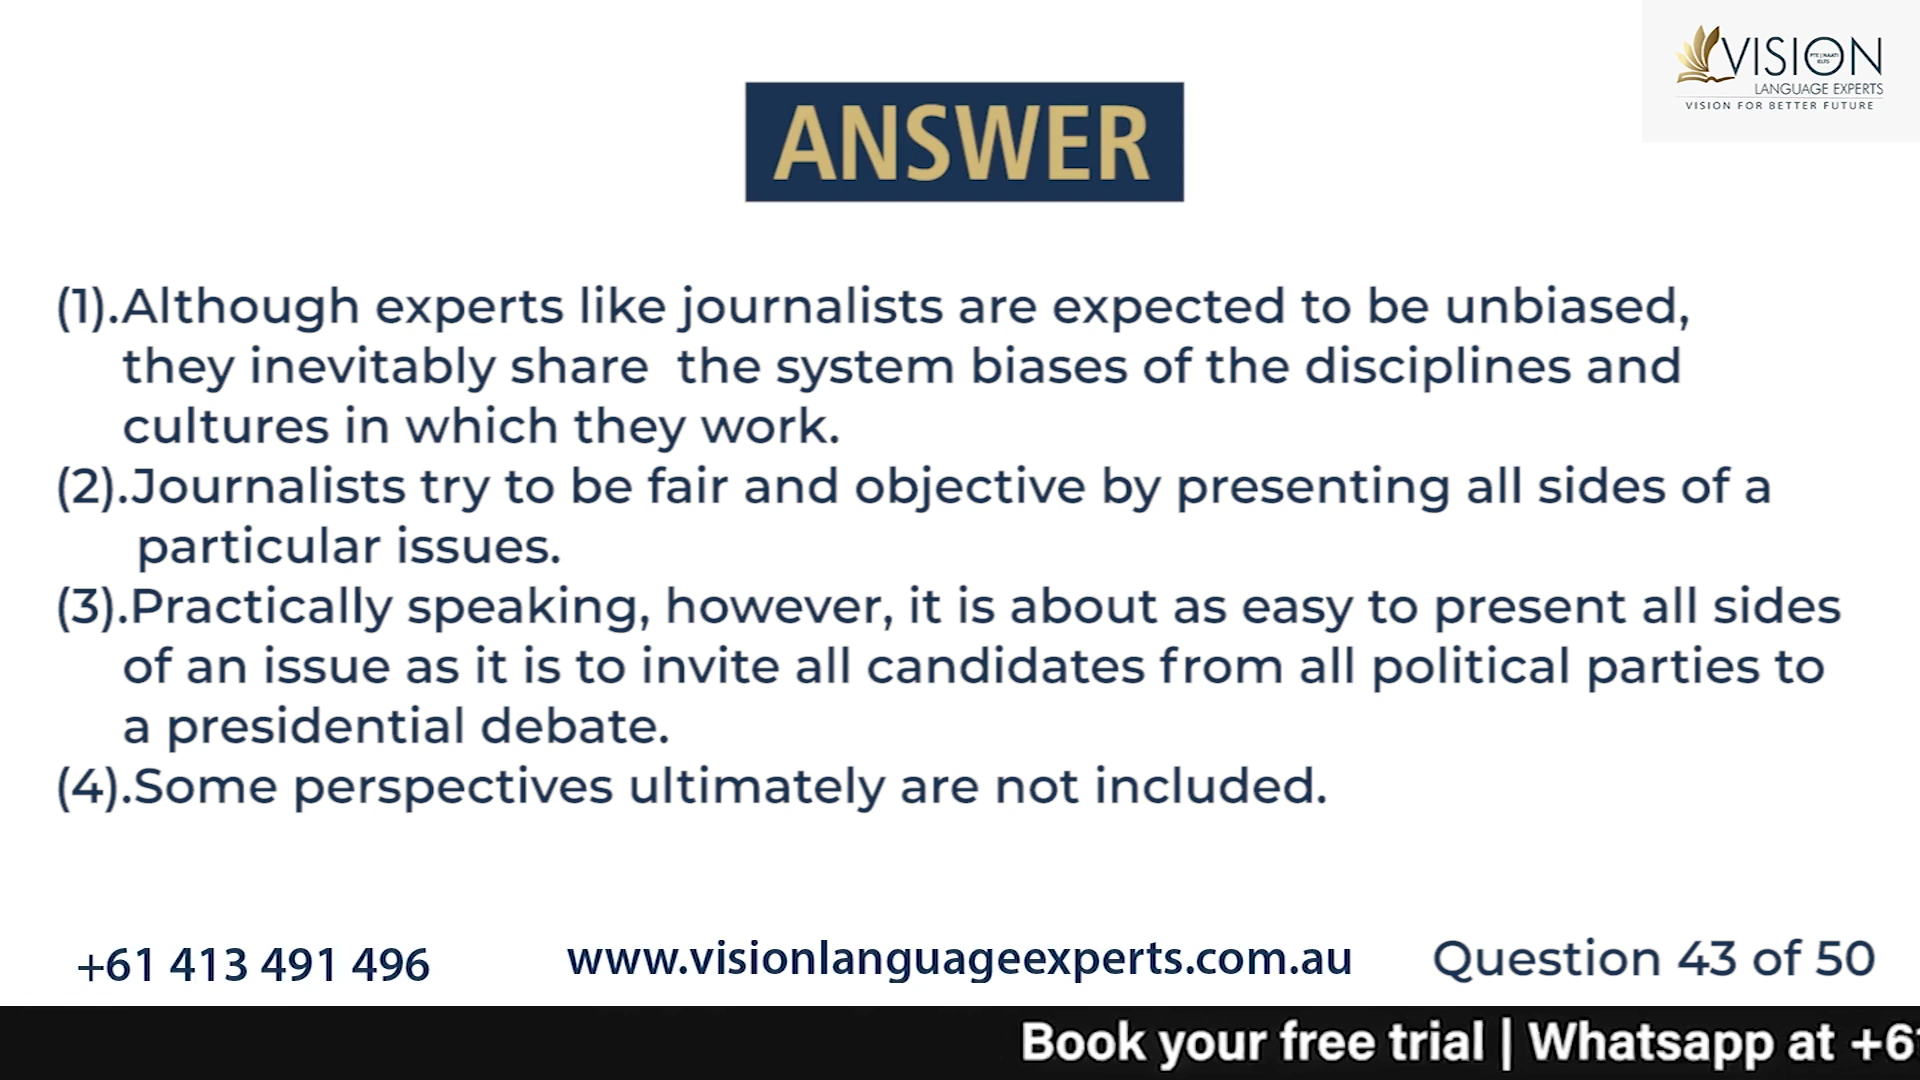 VISION
LANGUAGE EXPERTS
VISION FOR BETTER FUTURE
ANSWER
(1).Although experts like journalists are expected to be unbiased,
they inevitably share the system biases of the disciplines and
cultures in which they work.
(2).Journalists try to be fair and objective by presenting all sides of a
particular issues.
(3).Practically speaking, however, it is about as easy to present all sides
of an issue as it is to invite all candidates from all political parties to
a presidential debate.
(4).Some perspectives ultimately are not included.
+61 413 491 496
www.visionlanguageexperts.com.au
Question 43 of 50
Book your free trial | Whatsapp at +61